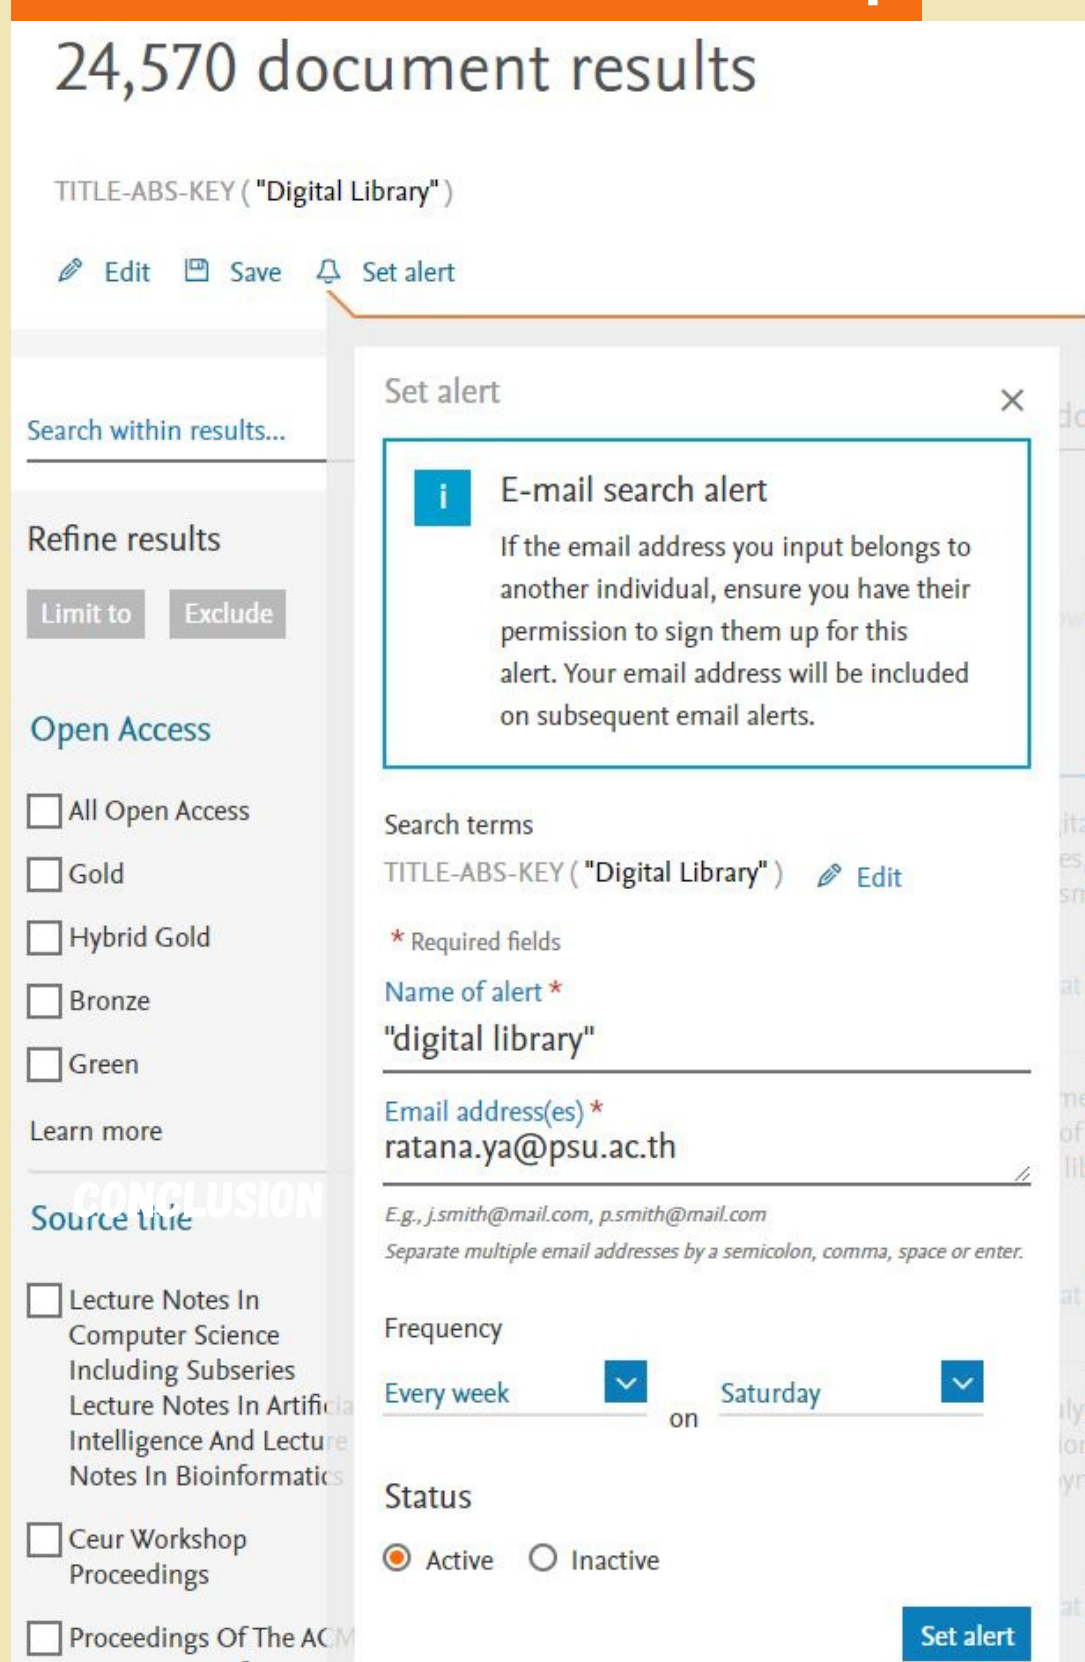 24,570 document results
TITLE-ABS-KEY ( "Digital Library" )
Edit Save Set alert
Search within results...
Refine results
Limit to Exclude
Open Access
All Open Access
Gold
Hybrid Gold
Bronze
Green
Learn more
CONCLUSION
Source title
Lecture Notes In
Computer Science
Including Subseries
Lecture Notes In Artificia
Intelligence And Lecture
Notes In Bioinformatics
Ceur Workshop
Proceedings
Proceedings Of The ACM
Set alert
E-mail search alert
If the email address you input belongs to
another individual, ensure you have their
permission to sign them up for this
alert. Your email address will be included
on subsequent email alerts.
Search terms
TITLE-ABS-KEY ( "Digital Library" ) Edit
* Required fields
Name of alert *
"digital library"
Email address(es) *
ratana.ya@psu.ac.th
E.g., j.smith@mail.com, p.smith@mail.com
Separate multiple email addresses by a semicolon, comma, space or enter.
Frequency
Every week on Saturday
Status
Active Inactive
Set alert